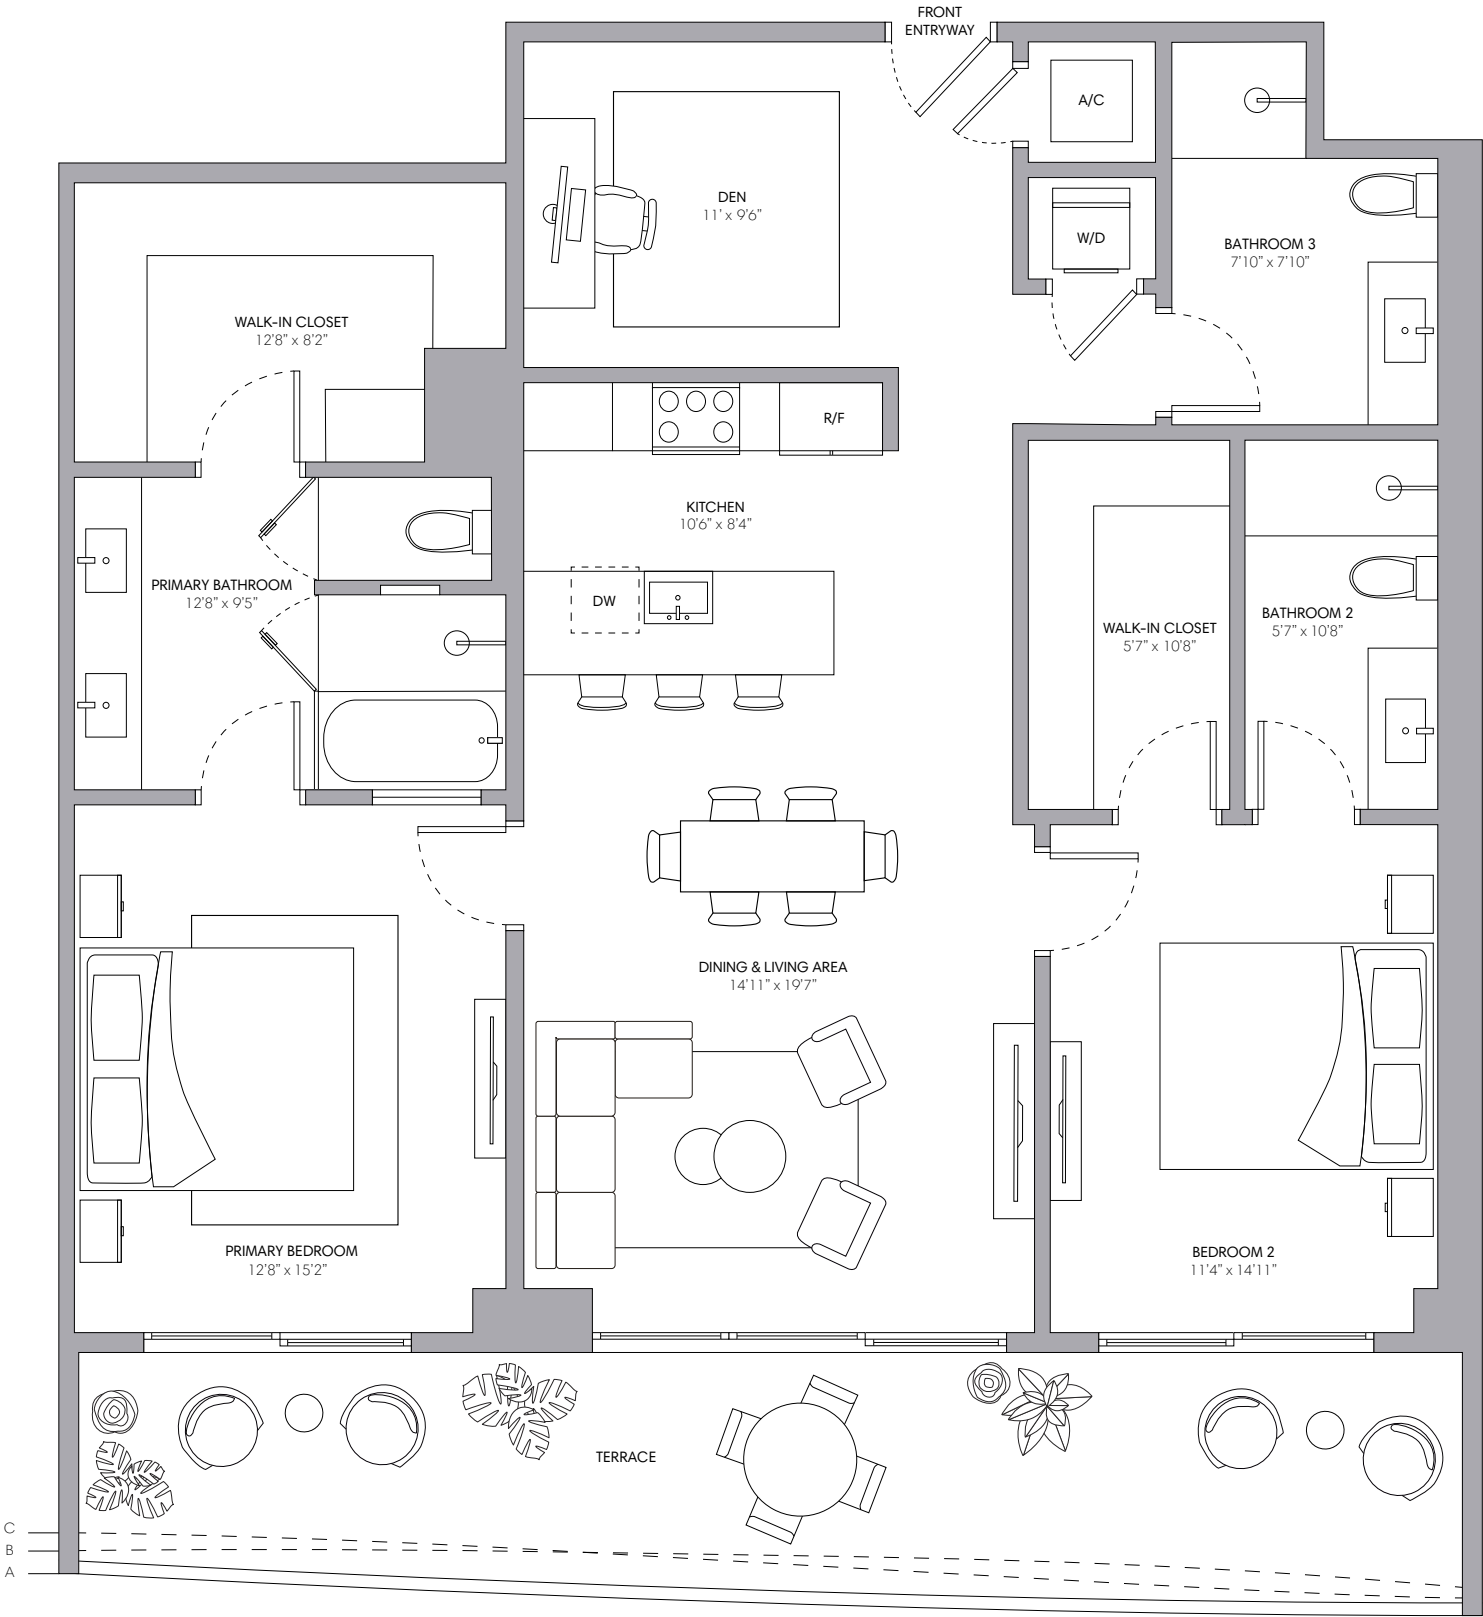 FRONT
ENTRYWAY
A/C
DEN
11' x 9'6"
W/D
BATHROOM 3
7'10" x 7'10"
WALK-IN CLOSET
12'8" x 8'2"
R/F
KITCHEN
10'6" x 8'4"
PRIMARY BATHROOM
12'8" x 9'5"
DW
WALK-IN CLOSET
5'7" x 10'8"
BATHROOM 2
5'7" x 10'8"
DINING & LIVING AREA
14'11" x 19'7"
PRIMARY BEDROOM
12'8" x 15'2"
BEDROOM 2
11'4" x 14'11"
TERRACE
C
B
A